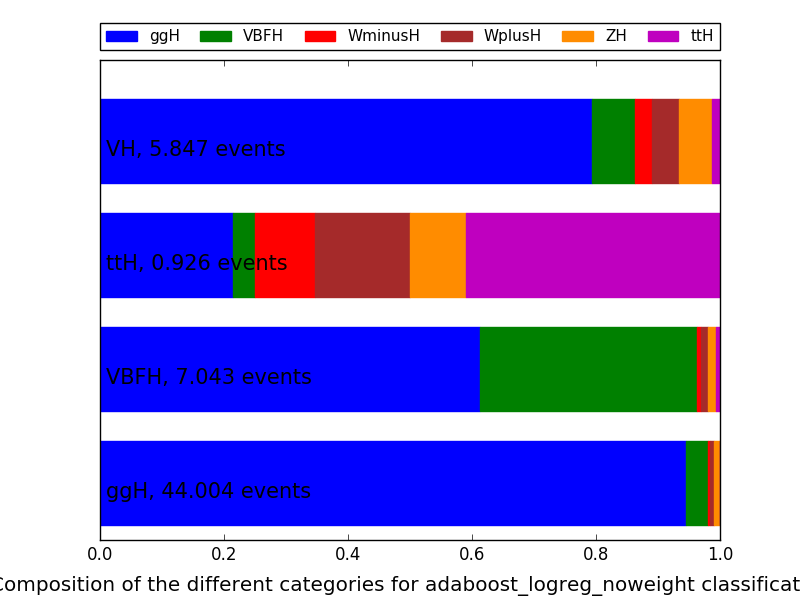 ggH VBFH WminusH WplusH ZH ttH
VH, 5.847 events
ttH, 0.926 events
VBFH, 7.043 events
ggH, 44.004 events
0.0 0.2 0.4 0.6 0.8 1.0
Composition of the different categories for adaboost_logreg_noweight classificat